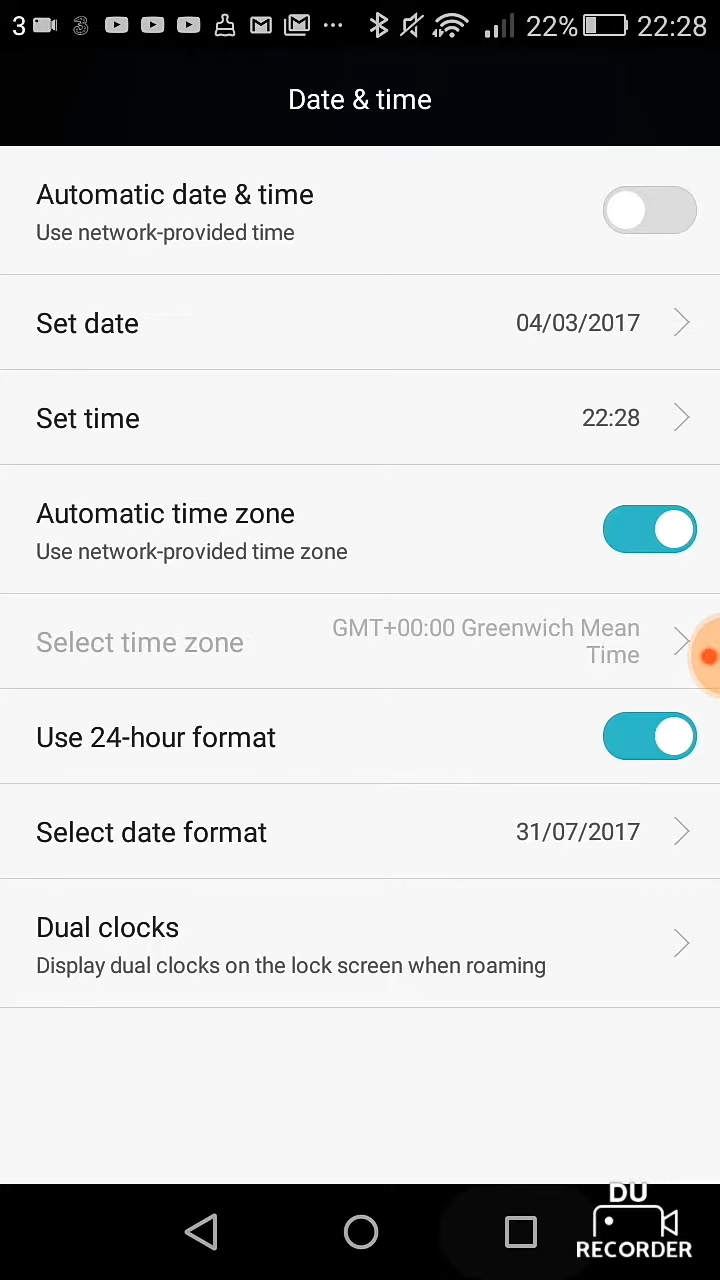 3 22% 22:28
Date & time
Automatic date & time
Use network-provided time
Set date 04/03/2017
Set time 22:28
Automatic time zone
Use network-provided time zone
Select time zone GMT+00:00 Greenwich Mean
Time
Use 24-hour format
Select date format 31/07/2017
Dual clocks
Display dual clocks on the lock screen when roaming
DU
RECORDER